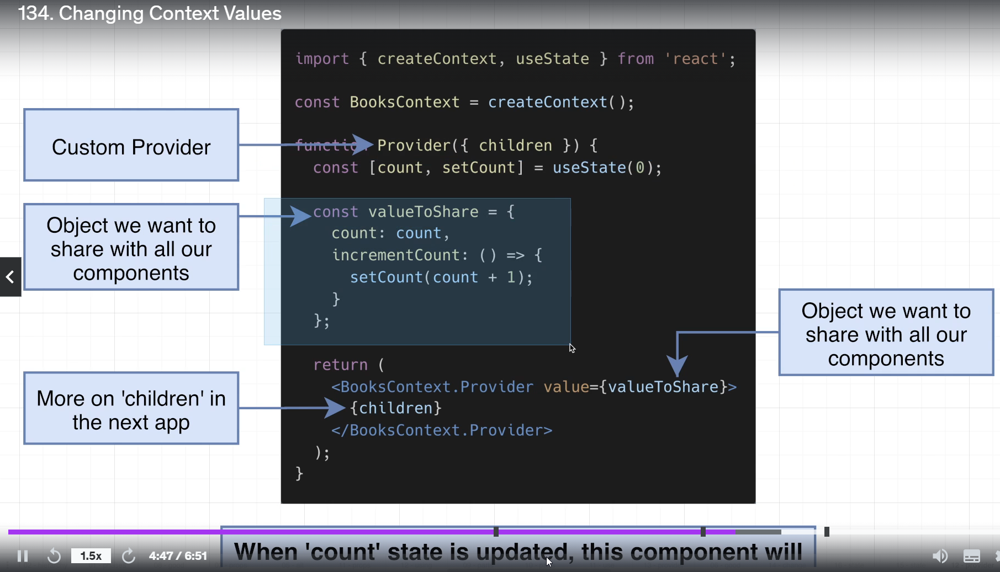 134. Changing Context Values
import { createContext, useState } from 'react';
const BooksContext = createContext();
Custom Provider
function Provider({ children }) {
const [count, setCount] = useState(0);
Object we want to
share with all our
components
const valueToShare = {
count: count,
incrementCount: () => {
setCount(count + 1);
}
};
Object we want to
share with all our
components
return (
<BooksContext.Provider value={valueToShare}>
More on 'children' in
the next app
{children}
</BooksContext.Provider>
);
}
When 'count' state is updated, this component will
1.5x
4:47 / 6:51